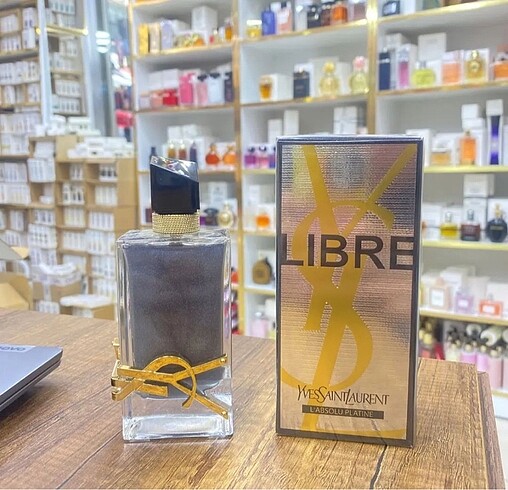 LIBRE
YVESSAINTLAURENT
L'ABSOLU PLATINE